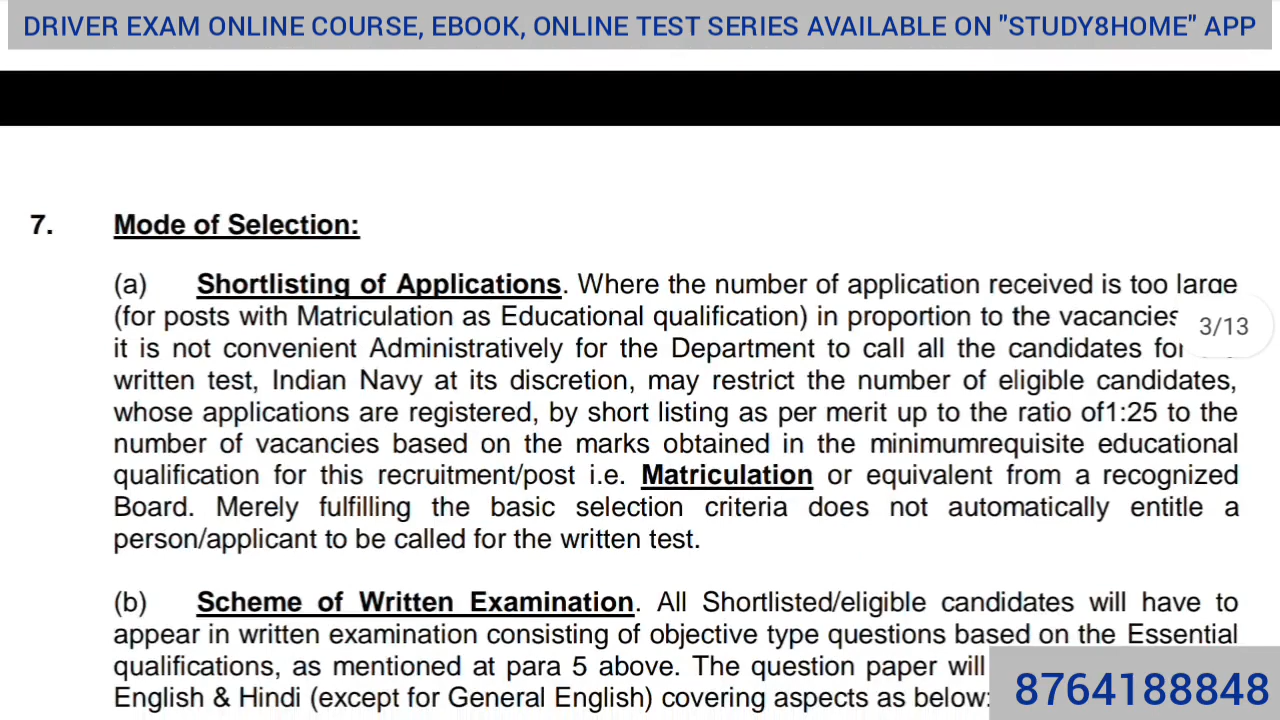 DRIVER EXAM ONLINE COURSE, EBOOK, ONLINE TEST SERIES AVAILABLE ON "STUDY8HOME" APP
7. Mode of Selection:
(a) Shortlisting of Applications. Where the number of application received is too large
(for posts with Matriculation as Educational qualification) in proportion to the vacancies
3/13
it is not convenient Administratively for the Department to call all the candidates for
written test, Indian Navy at its discretion, may restrict the number of eligible candidates,
whose applications are registered, by short listing as per merit up to the ratio of1:25 to the
number of vacancies based on the marks obtained in the minimumrequisite educational
qualification for this recruitment/post i.e. Matriculation or equivalent from a recognized
Board. Merely fulfilling the basic selection criteria does not automatically entitle a
person/applicant to be called for the written test.
(b) Scheme of Written Examination. All Shortlisted/eligible candidates will have to
appear in written examination consisting of objective type questions based on the Essential
qualifications, as mentioned at para 5 above. The question paper will
English & Hindi (except for General English) covering aspects as below:
8764188848